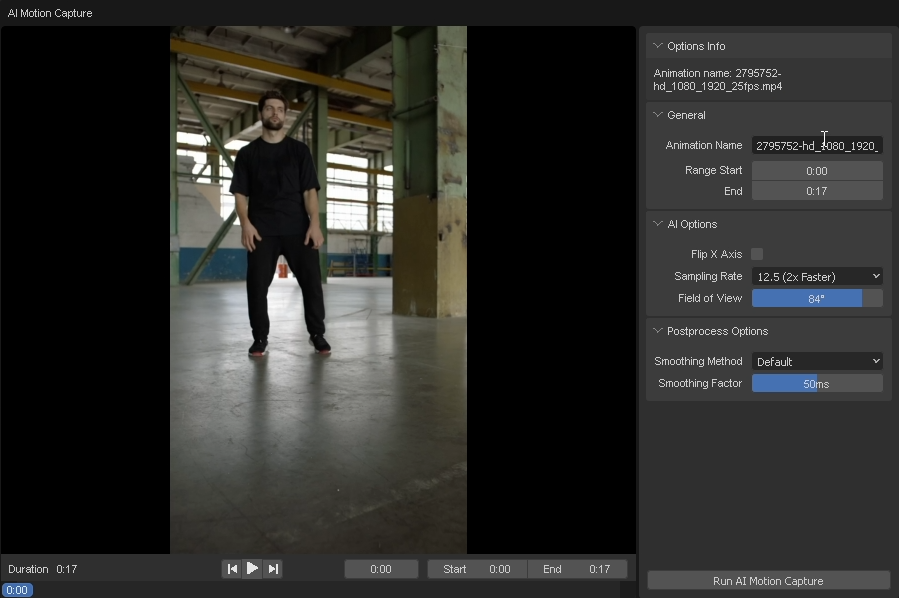 AI Motion Capture
Options Info
Animation name: 2795752-
hd_1080_1920_25fps.mp4
General
Animation Name 2795752-hd_1080_1920_
Range Start 0:00
End 0:17
AI Options
Flip X Axis
Sampling Rate 12.5 (2x Faster)
Field of View 84°
Postprocess Options
Smoothing Method Default
Smoothing Factor 50ms
Duration 0:17
0:00
Start 0:00
End 0:17
Run AI Motion Capture
0:00